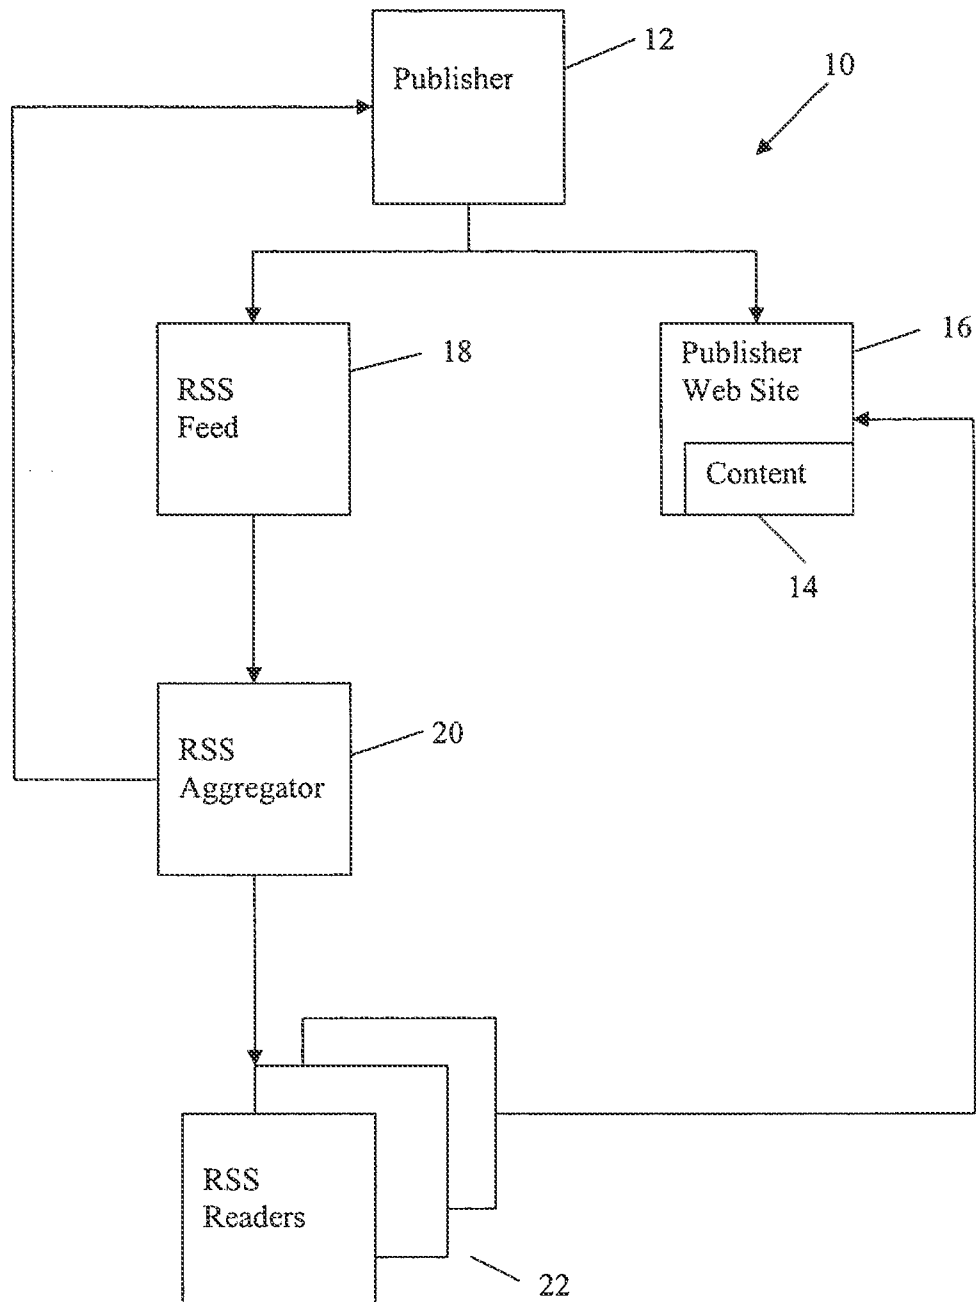 12
Publisher
10
18
16
RSS
Feed
Publisher
Web Site
Content
14
RSS
Aggregator
20
RSS
Readers
22